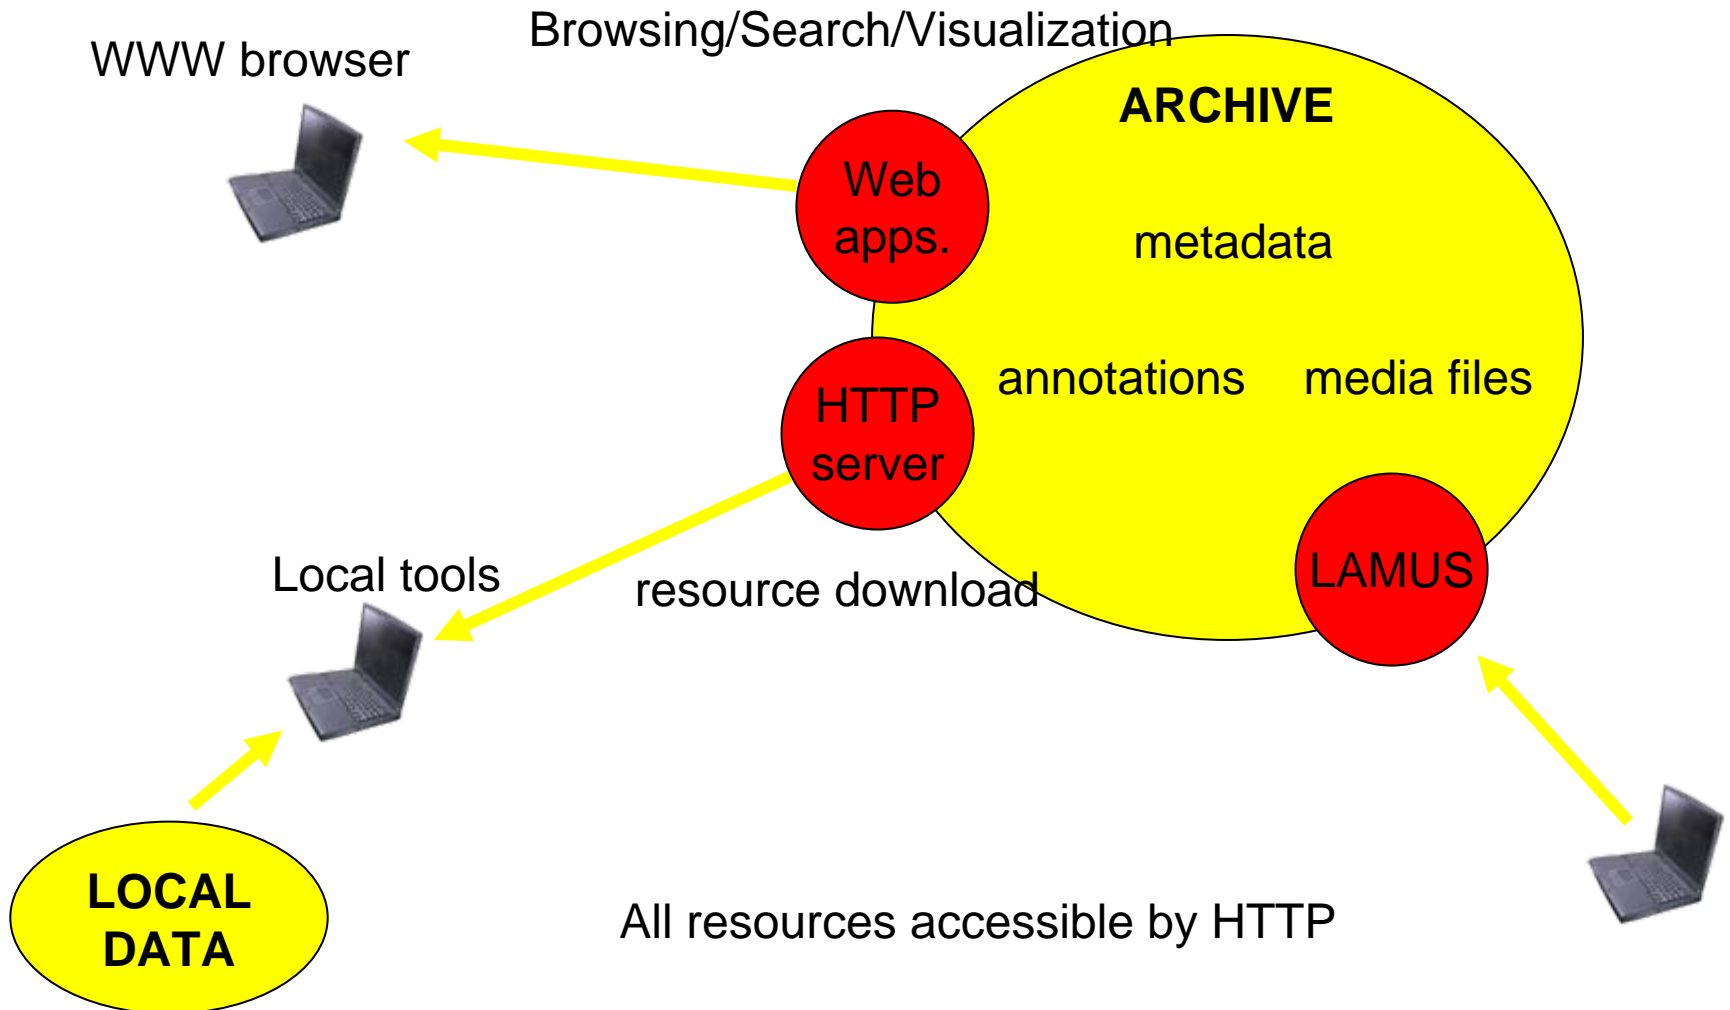 Browsing/Search/Visualization
WWW browser
ARCHIVE
Web
apps.
metadata
annotations
media files
HTTP
server
LAMUS
Local tools
resource download
LOCAL
DATA
All resources accessible by HTTP